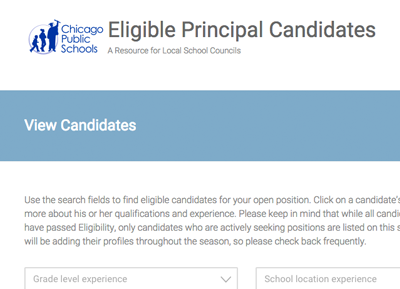 Chicago
Public
Schools
Eligible Principal Candidates
A Resource for Local School Councils
View Candidates
Use the search fields to find eligible candidates for your open position. Click on a candidate's
more about his or her qualifications and experience. Please keep in mind that while all candi
have passed Eligibility, only candidates who are actively seeking positions are listed on this s
will be adding their profiles throughout the season, so please check back frequently.
Grade level experience
School location experience